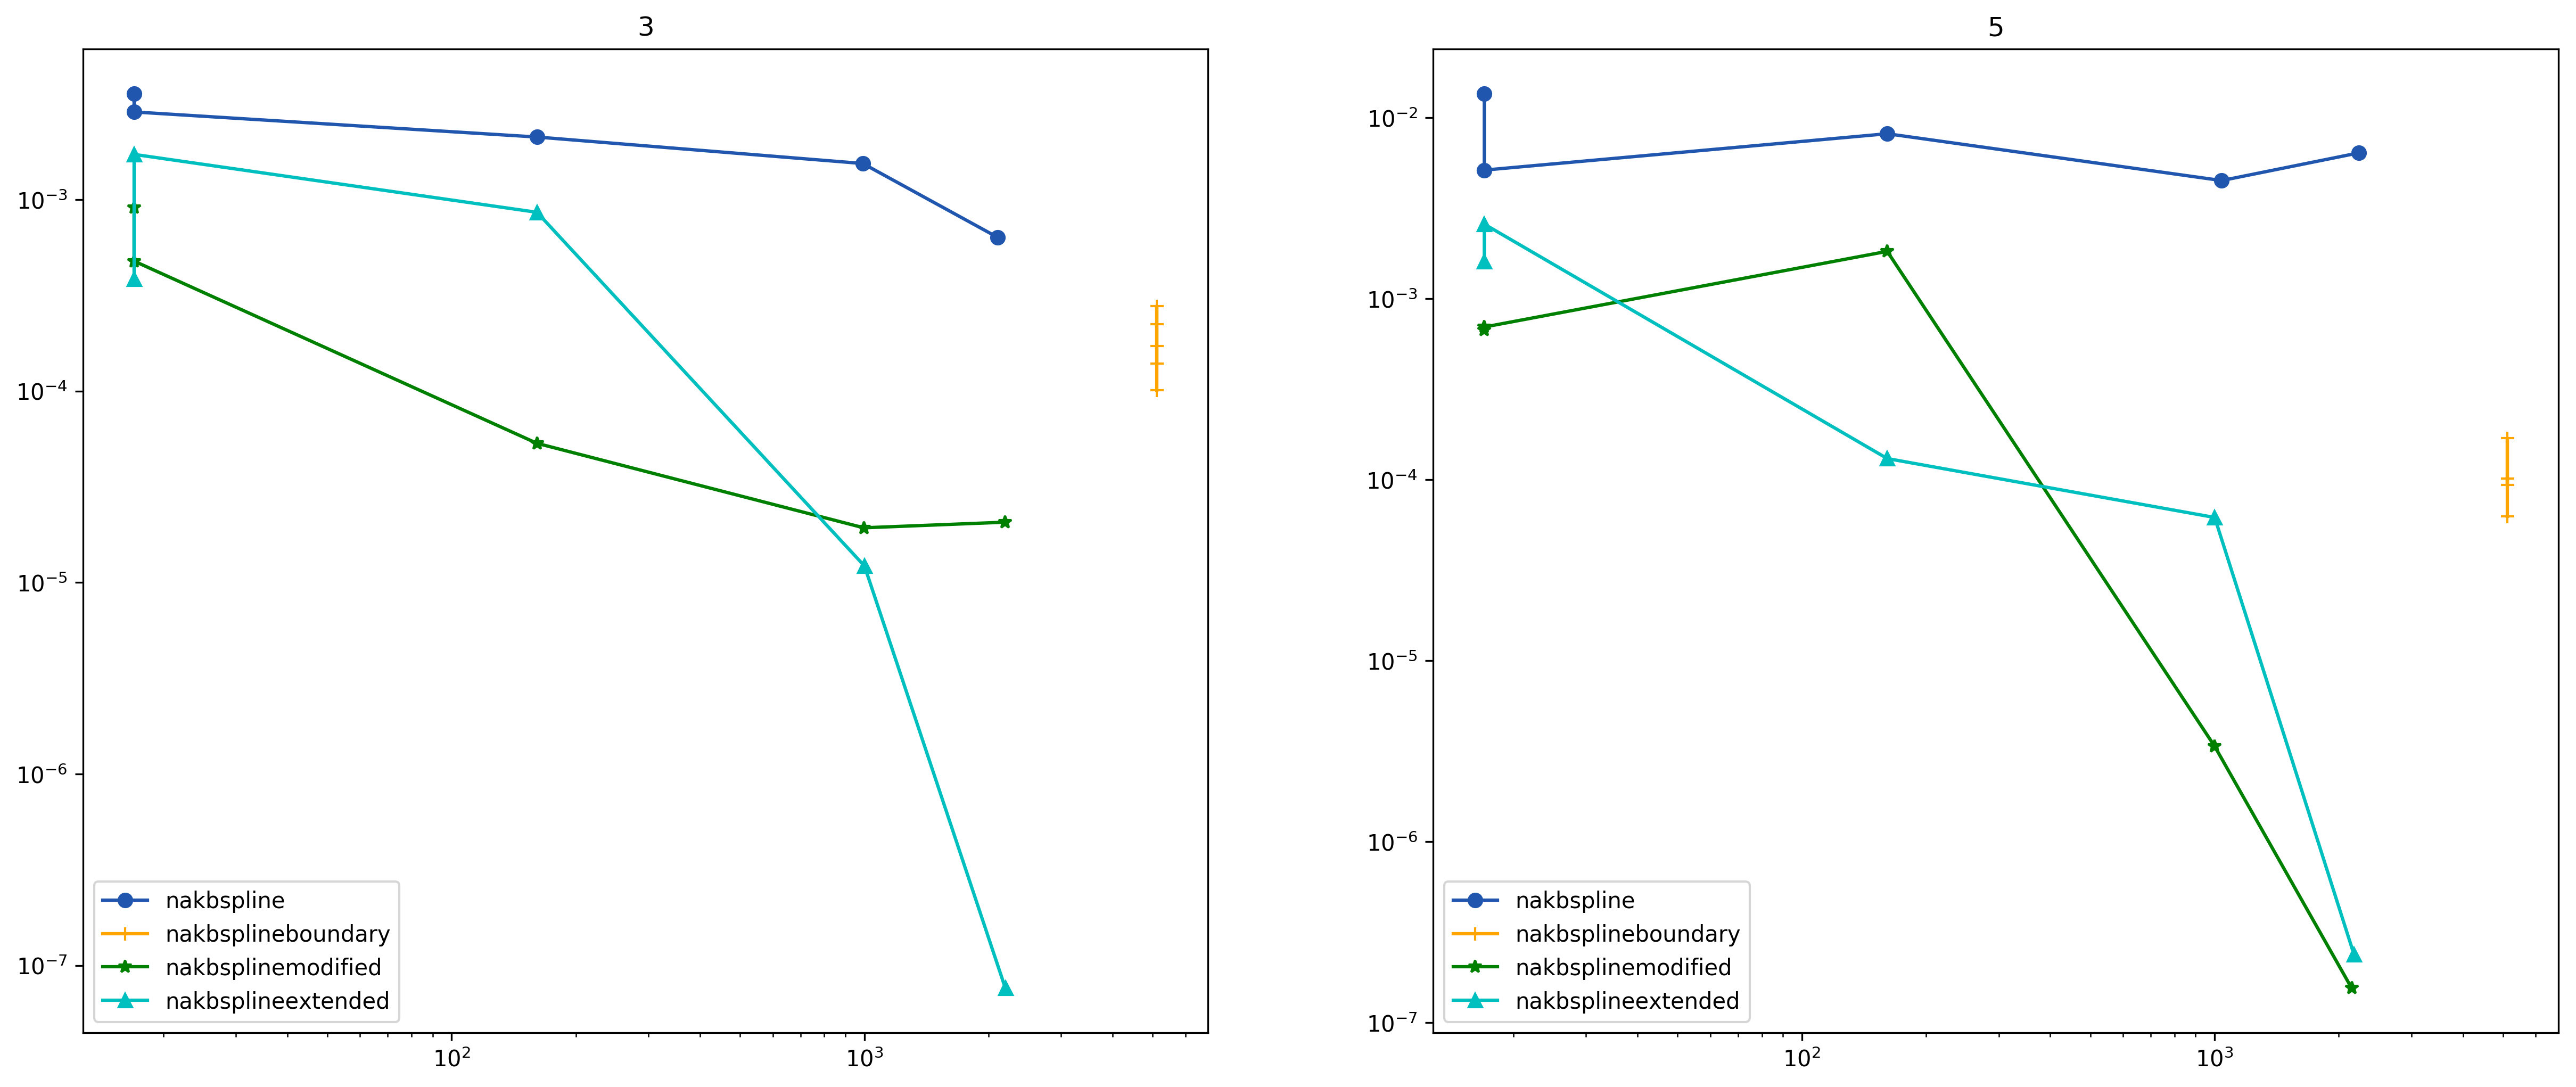 3
10⁻³
10⁻⁴
10⁻⁵
10⁻⁶
10⁻⁷
nakbspline
nakbsplineboundary
nakbsplinemodified
nakbsplineextended
10²
10³
5
10⁻²
10⁻³
10⁻⁴
10⁻⁵
10⁻⁶
10⁻⁷
nakbspline
nakbsplineboundary
nakbsplinemodified
nakbsplineextended
10²
10³